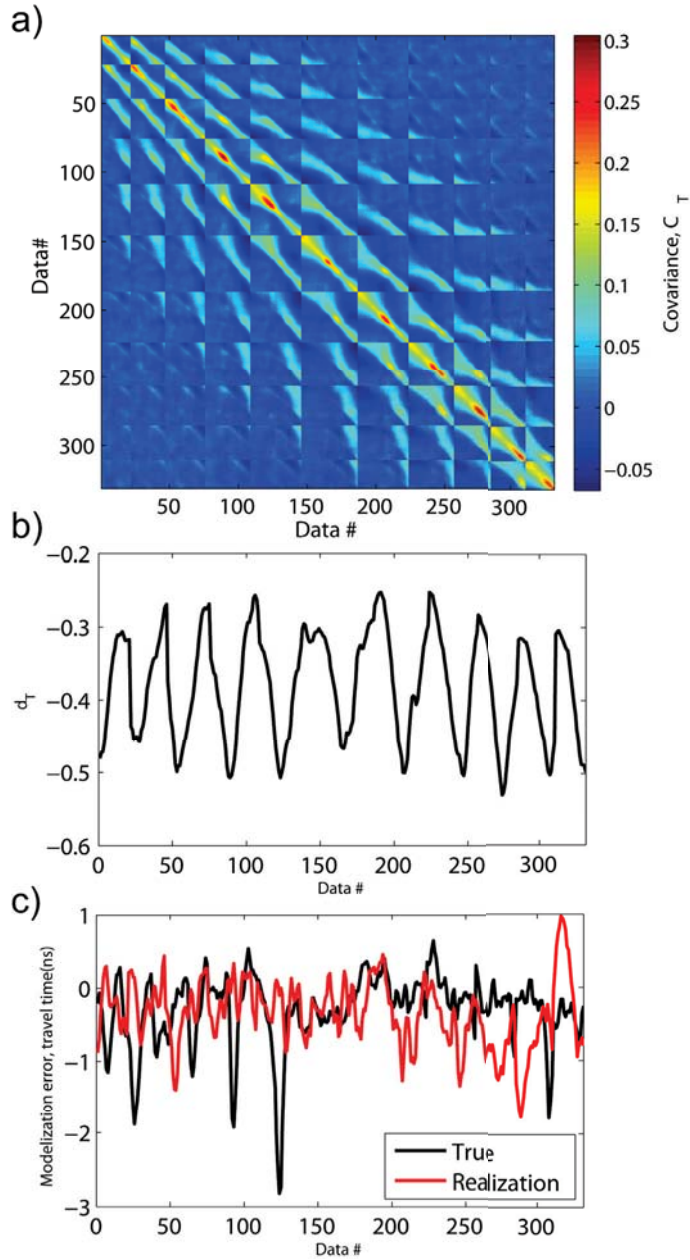 a)
50
100
150
200
250
300
Data#
50 100 150 200 250 300
Data #
0.3
0.25
0.2
0.15
0.1
0.05
0
−0.05
Covariance, C T
b)
−0.2
−0.3
−0.4
−0.5
−0.6
d T
0 50 100 150 200 250 300
Data #
c)
1
0
−1
−2
−3
Modelization error, travel time(ns)
True
Realization
0 50 100 150 200 250 300
Data #